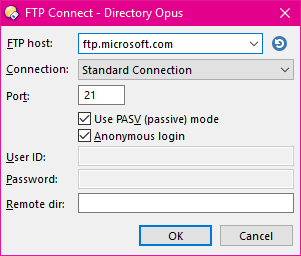 FTP Connect - Directory Opus
FTP host: ftp.microsoft.com
Connection: Standard Connection
Port: 21
Use PASV (passive) mode
Anonymous login
User ID:
Password:
Remote dir:
OK Cancel